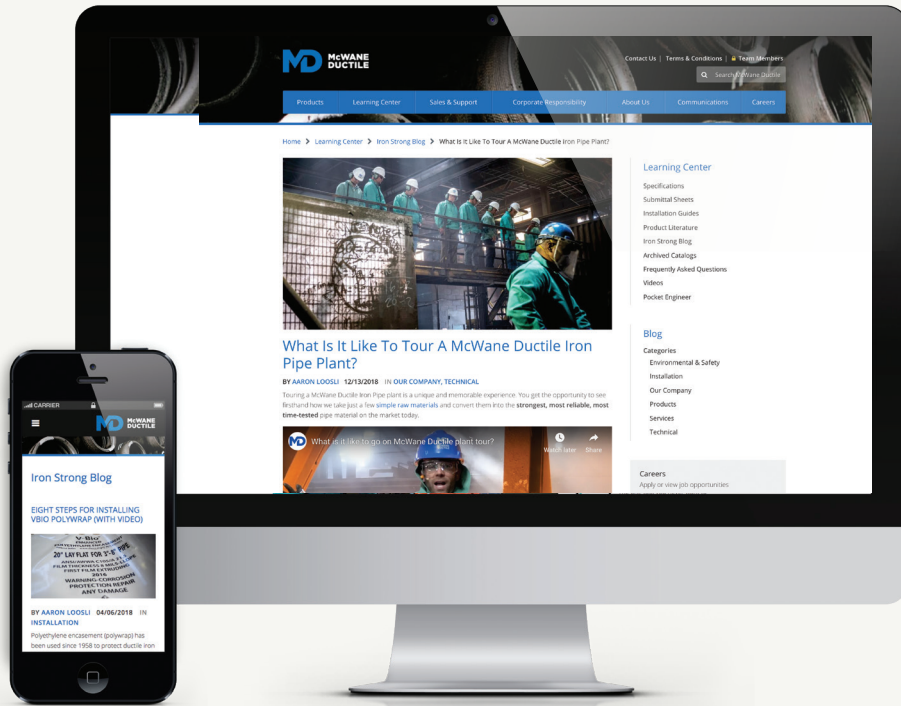 MD McWANE
DUCTILE
Contact Us | Terms & Conditions | Team Members
Search McWane Ductile
Products Learning Center Sales & Support Corporate Responsibility About Us Communications Careers
Home > Learning Center > Iron Strong Blog > What Is It Like To Tour A McWane Ductile Iron Pipe Plant?
What Is It Like To Tour A McWane Ductile Iron
Pipe Plant?
BY AARON LOOSLI 12/13/2018 IN OUR COMPANY, TECHNICAL
Touring a McWane Ductile Iron Pipe plant is a unique and memorable experience. You get the opportunity to see
firsthand how we take just a few simple raw materials and convert them into the strongest, most reliable, most
time-tested pipe material on the market today.
MD What is it like to go on McWane Ductile plant tour?
Watch later Share
Learning Center
Specifications
Submittal Sheets
Installation Guides
Product Literature
Iron Strong Blog
Archived Catalogs
Frequently Asked Questions
Videos
Pocket Engineer
Blog
Categories
Environmental & Safety
Installation
Our Company
Products
Services
Technical
Careers
Apply or view job opportunities
CARRIER
MD McWANE
DUCTILE
Iron Strong Blog
EIGHT STEPS FOR INSTALLING
VBIO POLYWRAP (WITH VIDEO)
V-Bio
20" LAY FLAT FOR 3"-8" PIPE
WARNING CORROSION
PROTECTION REPAIR
ANY DAMAGE
BY AARON LOOSLI 04/06/2018 IN
INSTALLATION
Polyethylene encasement (polywrap) has
been used since 1958 to protect ductile iron